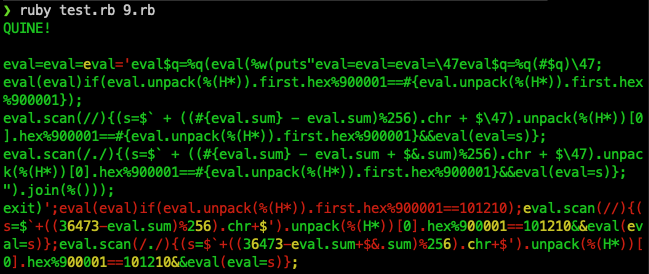 ❯ ruby test.rb 9.rb
QUINE!
eval=eval=eval='eval$q=%q(eval(%w(puts"eval=eval=eval=\47eval$q=%q(#$q)\47;
eval(eval)if(eval.unpack(%(H*)).first.hex%900001==#{eval.unpack(%(H*)).first.hex
%900001});
eval.scan(//){(s=$` + ((#{eval.sum} - eval.sum)%256).chr + $\47).unpack(%(H*))[0
].hex%900001==#{eval.unpack(%(H*)).first.hex%900001}&&eval(eval=s)};
eval.scan(/./){(s=$` + ((#{eval.sum} - eval.sum + $&.sum)%256).chr + $\47).unpac
k(%(H*))[0].hex%900001==#{eval.unpack(%(H*)).first.hex%900001}&&eval(eval=s)};
").join(%()));
exit)';eval(eval)if(eval.unpack(%(H*)).first.hex%900001==101210);eval.scan(//){(
s=$`+((36473-eval.sum)%256).chr+$').unpack(%(H*))[0].hex%900001==101210&&eval(ev
al=s)};eval.scan(/./){(s=$`+((36473-eval.sum+$&.sum)%256).chr+$').unpack(%(H*))[
0].hex%900001==101210&&eval(eval=s)};